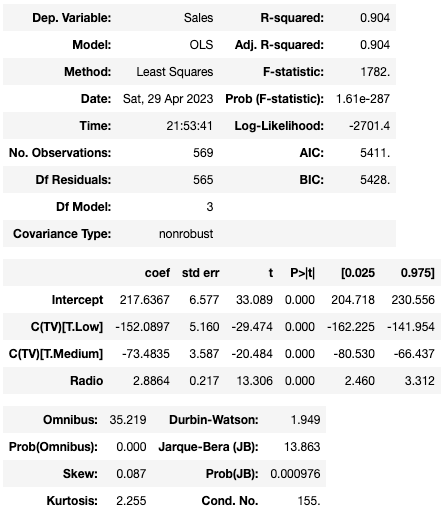 Dep. Variable: Sales R-squared: 0.904
Model: OLS Adj. R-squared: 0.904
Method: Least Squares F-statistic: 1782.
Date: Sat, 29 Apr 2023 Prob (F-statistic): 1.61e-287
Time: 21:53:41 Log-Likelihood: -2701.4
No. Observations: 569 AIC: 5411.
Df Residuals: 565 BIC: 5428.
Df Model: 3
Covariance Type: nonrobust
coef std err t P>|t| [0.025 0.975]
Intercept 217.6367 6.577 33.089 0.000 204.718 230.556
C(TV)[T.Low] -152.0897 5.160 -29.474 0.000 -162.225 -141.954
C(TV)[T.Medium] -73.4835 3.587 -20.484 0.000 -80.530 -66.437
Radio 2.8864 0.217 13.306 0.000 2.460 3.312
Omnibus: 35.219 Durbin-Watson: 1.949
Prob(Omnibus): 0.000 Jarque-Bera (JB): 13.863
Skew: 0.087 Prob(JB): 0.000976
Kurtosis: 2.255 Cond. No. 155.